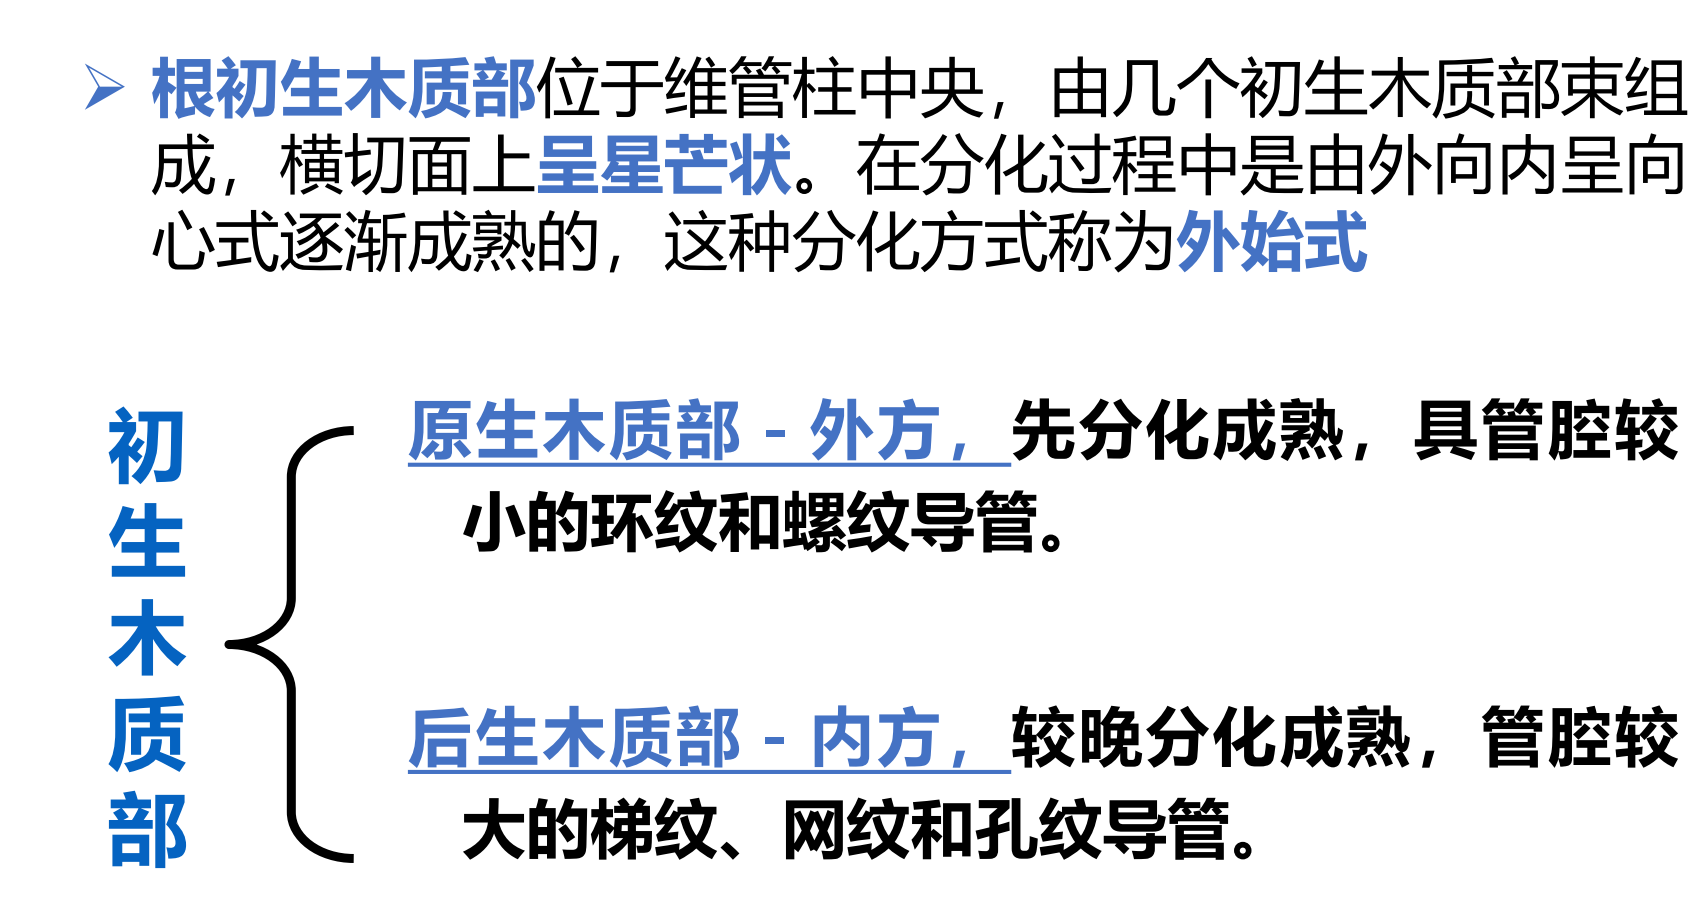 根初生木质部位于维管柱中央，由几个初生木质部束组
成，横切面上呈星芒状。在分化过程中是由外向内呈向
心式逐渐成熟的，这种分化方式称为外始式
初生木质部
原生木质部 - 外方，先分化成熟，具管腔较
小的环纹和螺纹导管。
后生木质部 - 内方，较晚分化成熟，管腔较
大的梯纹、网纹和孔纹导管。